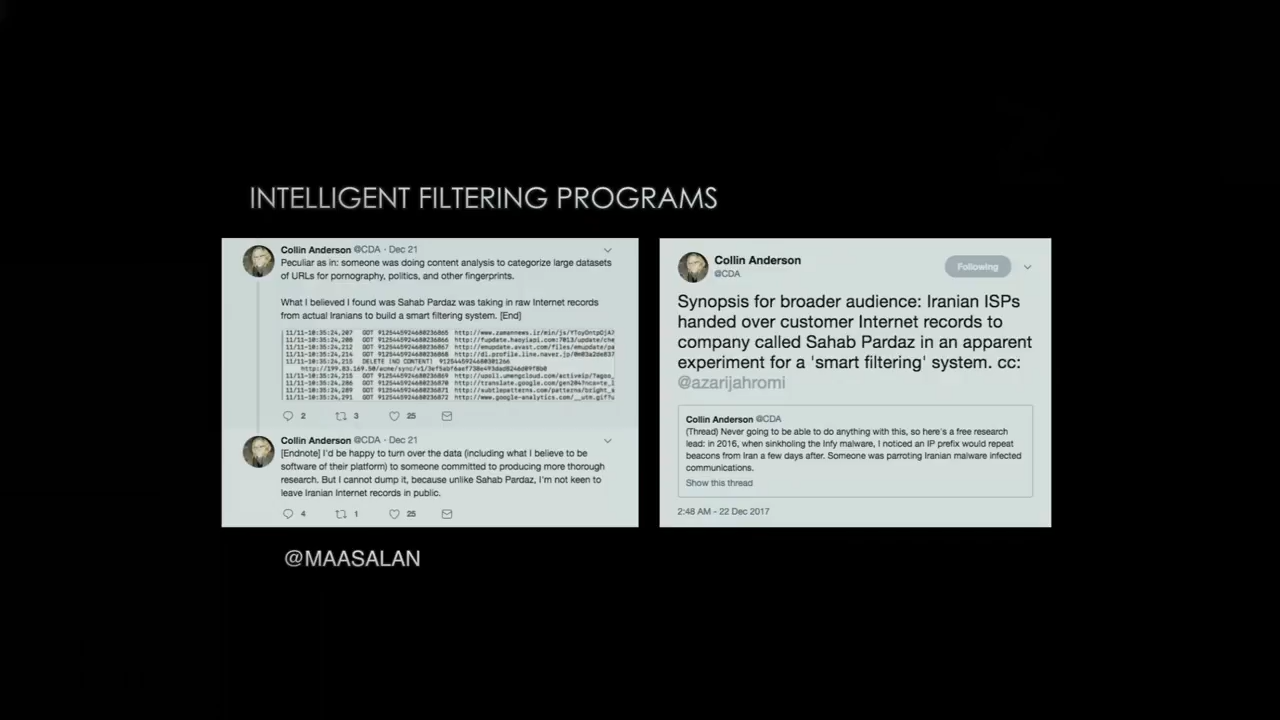 INTELLIGENT FILTERING PROGRAMS
Collin Anderson @CDA · Dec 21
Peculiar as in: someone was doing content analysis to categorize large datasets
of URLs for pornography, politics, and other fingerprints.
What I believed I found was Sahab Pardaz was taking in raw Internet records
from actual Iranians to build a smart filtering system. [End]
2 3 25
Collin Anderson @CDA · Dec 21
[Endnote] I'd be happy to turn over the data (including what I believe to be
software of their platform) to someone committed to producing more thorough
research. But I cannot dump it, because unlike Sahab Pardaz, I'm not keen to
leave Iranian Internet records in public.
4 1 25
Collin Anderson
@CDA
Following
Synopsis for broader audience: Iranian ISPs
handed over customer Internet records to
company called Sahab Pardaz in an apparent
experiment for a 'smart filtering' system. cc:
@azarijahromi
Collin Anderson @CDA
(Thread) Never going to be able to do anything with this, so here's a free research
lead: in 2016, when sinkholing the Infy malware, I noticed an IP prefix would repeat
beacons from Iran a few days after. Someone was parroting Iranian malware infected
communications.
Show this thread
2:48 AM - 22 Dec 2017
@MAASALAN